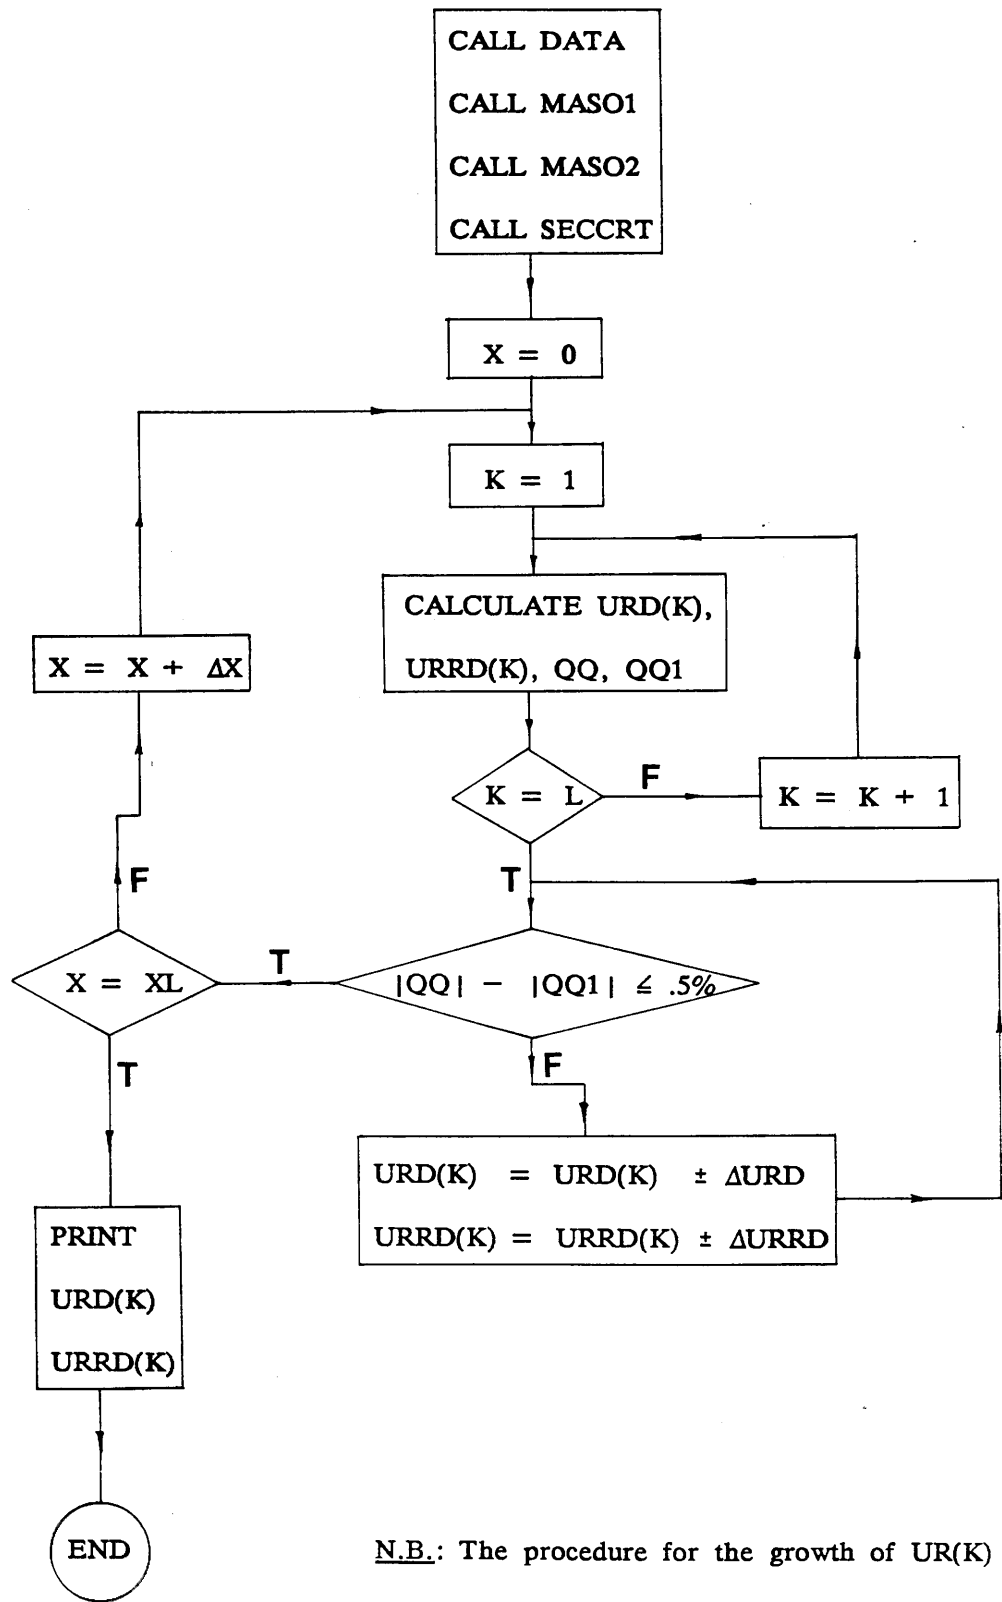 CALL DATA
CALL MASO1
CALL MASO2
CALL SECCRT
X = 0
K = 1
CALCULATE URD(K),
URRD(K), QQ, QQ1
X = X + ΔX
K = L
F
K = K + 1
T
F
X = XL
T
|QQ| - |QQ1| ≦ .5%
T
F
URD(K) = URD(K) ± ΔURD
URRD(K) = URRD(K) ± ΔURRD
PRINT
URD(K)
URRD(K)
END
N.B.: The procedure for the growth of UR(K)